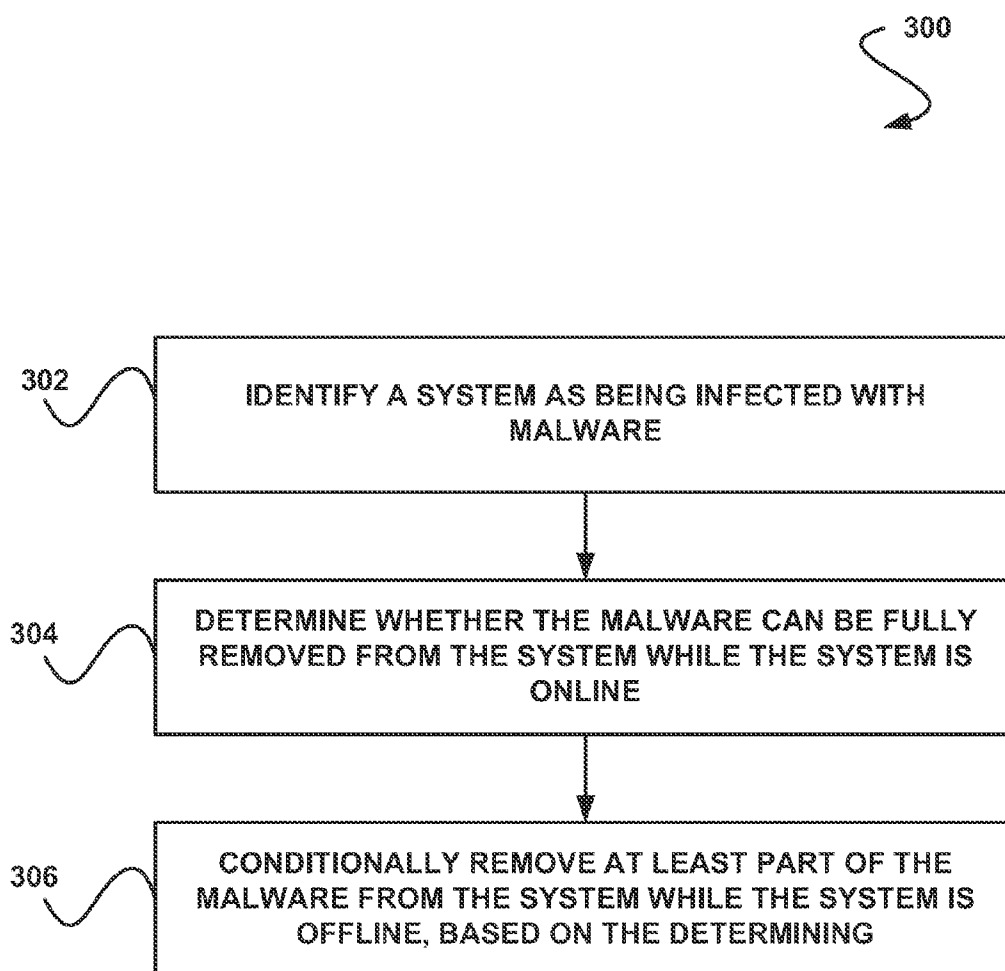 300
302
IDENTIFY A SYSTEM AS BEING INFECTED WITH
MALWARE
304
DETERMINE WHETHER THE MALWARE CAN BE FULLY
REMOVED FROM THE SYSTEM WHILE THE SYSTEM IS
ONLINE
306
CONDITIONALLY REMOVE AT LEAST PART OF THE
MALWARE FROM THE SYSTEM WHILE THE SYSTEM IS
OFFLINE, BASED ON THE DETERMINING